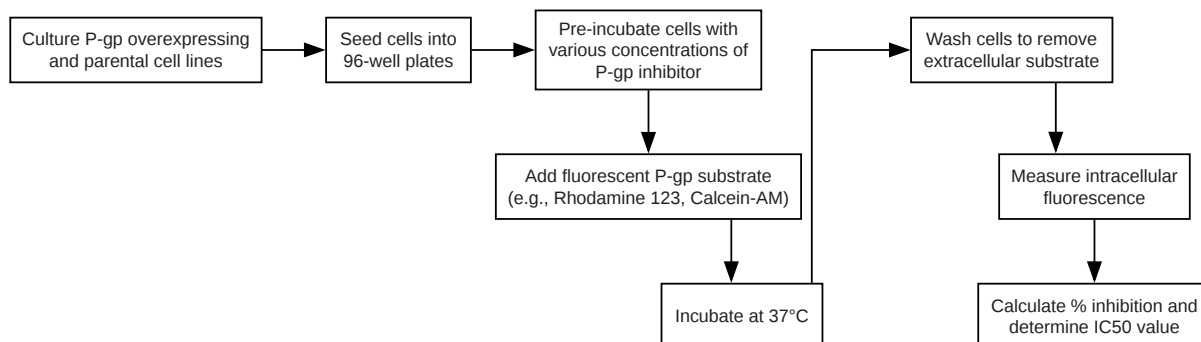 Culture P-gp overexpressing
and parental cell lines
Seed cells into
96-well plates
Pre-incubate cells with
various concentrations of
P-gp inhibitor
Add fluorescent P-gp substrate
(e.g., Rhodamine 123, Calcein-AM)
Incubate at 37°C
Wash cells to remove
extracellular substrate
Measure intracellular
fluorescence
Calculate % inhibition and
determine IC50 value